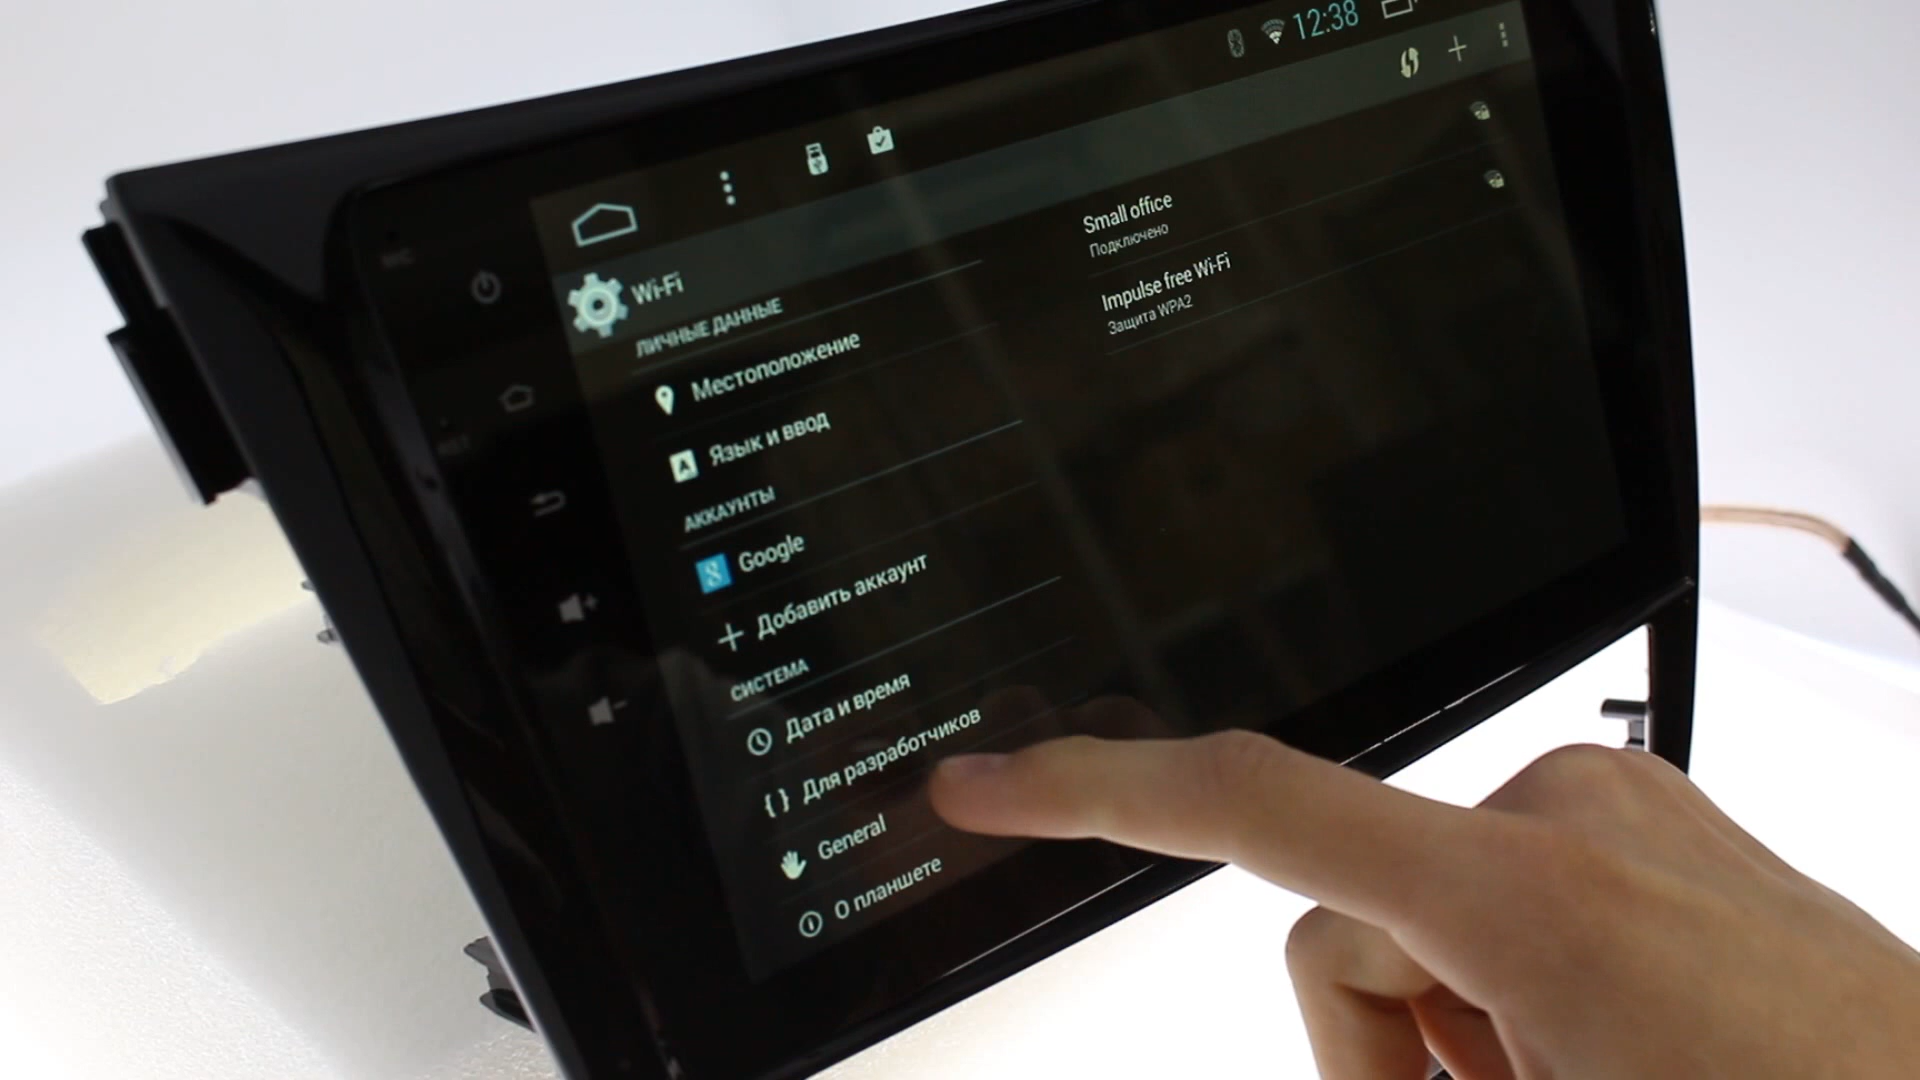 12:38
Wi-Fi
ЛИЧНЫЕ ДАННЫЕ
Местоположение
Язык и ввод
АККАУНТЫ
Google
Добавить аккаунт
СИСТЕМА
Дата и время
Для разработчиков
General
О планшете
Small office
Подключено
Impulse free Wi-Fi
Защита WPA2